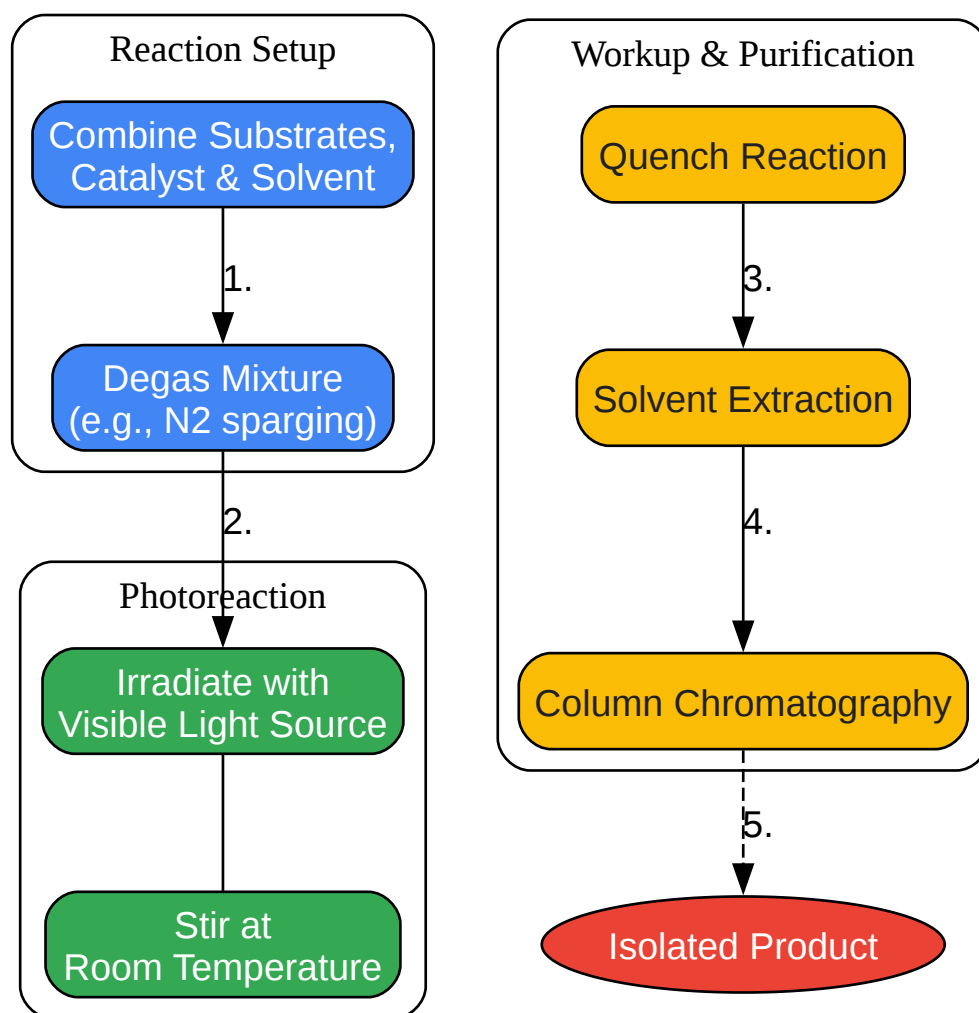 Reaction Setup
Combine Substrates,
Catalyst & Solvent
1.
Degas Mixture
(e.g., N2 sparging)
2.
Photoreaction
Irradiate with
Visible Light Source
Stir at
Room Temperature
Workup & Purification
Quench Reaction
3.
Solvent Extraction
4.
Column Chromatography
5.
Isolated Product